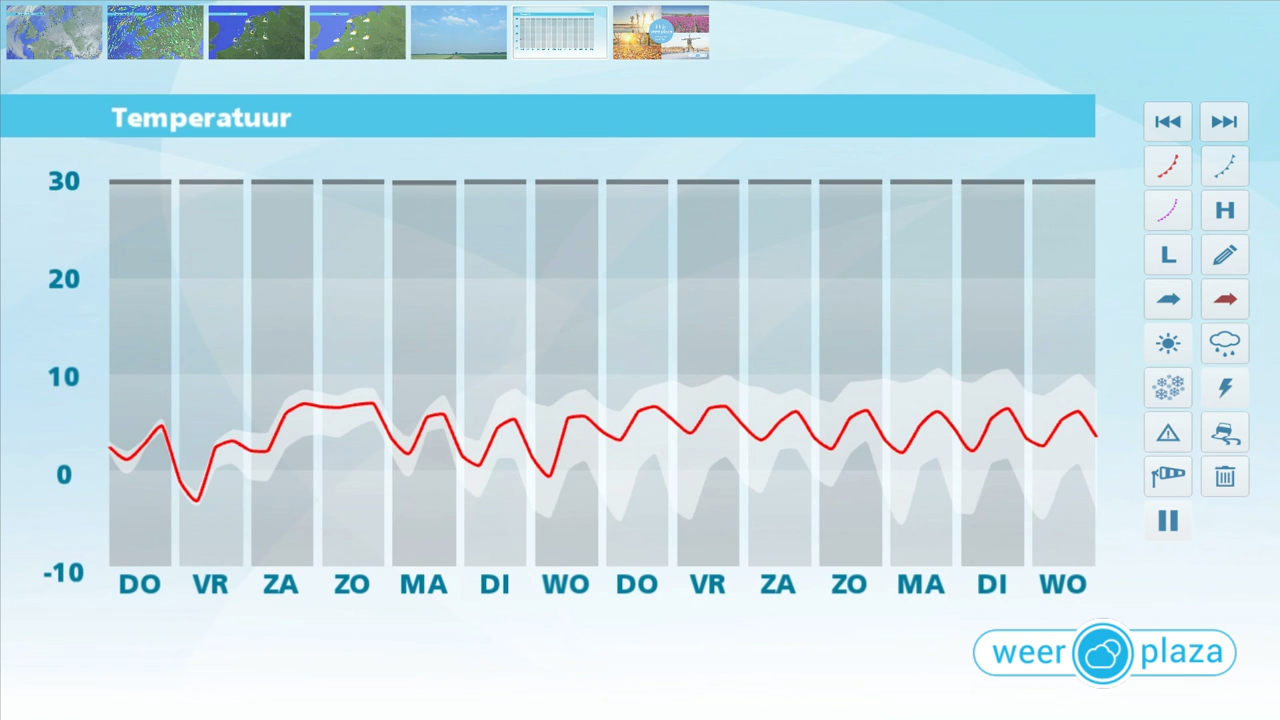 Temperatuur
30
20
10
0
-10
DO VR ZA ZO MA DI WO DO VR ZA ZO MA DI WO
H
L
weer plaza